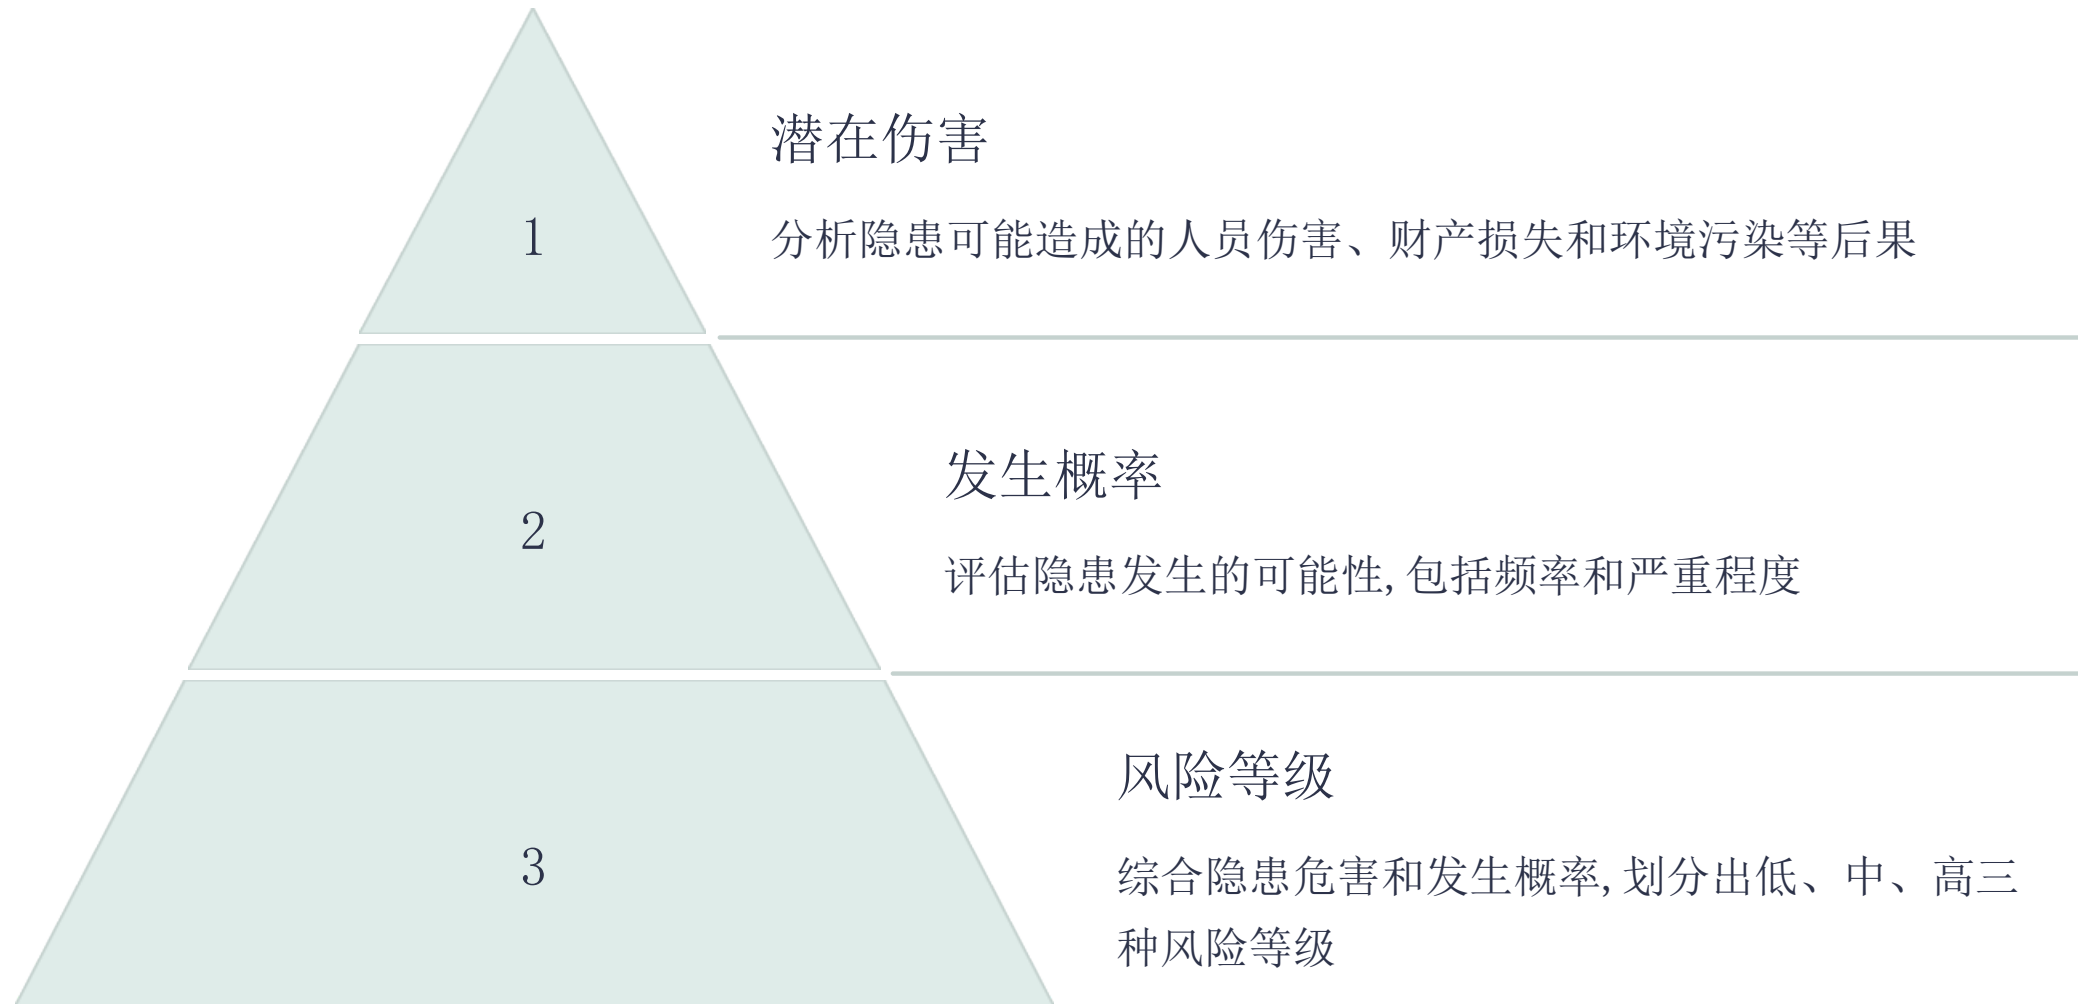 1
潜在伤害
分析隐患可能造成的人员伤害、财产损失和环境污染等后果
2
发生概率
评估隐患发生的可能性,包括频率和严重程度
3
风险等级
综合隐患危害和发生概率,划分出低、中、高三
种风险等级